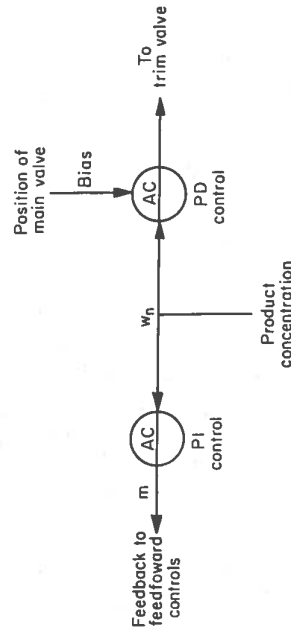 Position of
main valve
Bias
AC
To
trim valve
PD
control
wn
Product
concentration
AC
PI
control
m
Feedback to
feedfoward
controls